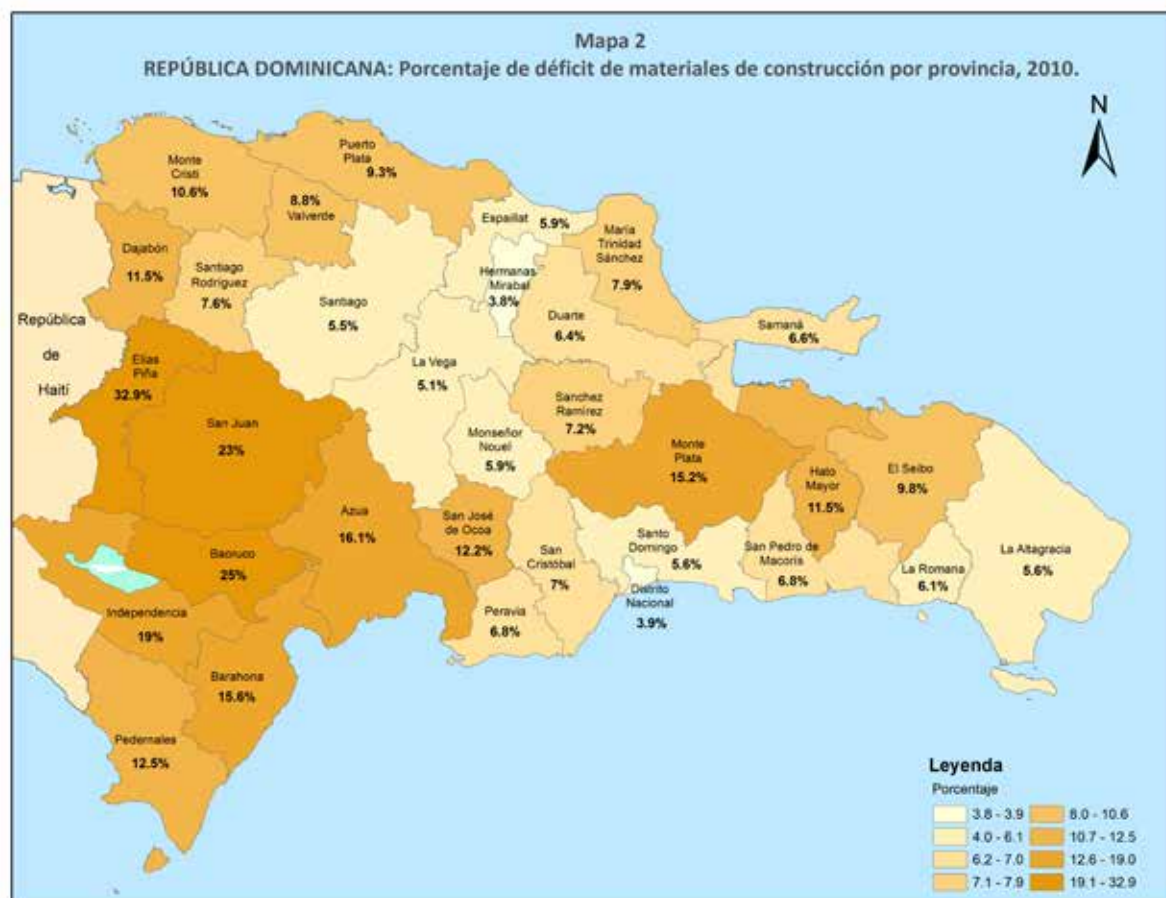 Mapa 2
REPÚBLICA DOMINICANA: Porcentaje de déficit de materiales de construcción por provincia, 2010.
N
Puerto
Plata
9.3%
Monte
Cristi
10.6%
8.8%
Valverde
Espaillat
5.9%
María
Trinidad
Sánchez
7.9%
Dajabón
11.5%
Santiago
Rodríguez
7.6%
Hermanas
Mirabal
3.8%
Santiago
5.5%
Duarte
6.4%
Samaná
6.6%
República
de
Haití
Elías
Piña
32.9%
La Vega
5.1%
Sanchez
Ramírez
7.2%
San Juan
23%
Monseñor
Nouel
5.9%
Monte
Plata
15.2%
Hato
Mayor
11.5%
El Seibo
9.8%
Azua
16.1%
San José
de Ocoa
12.2%
San
Cristóbal
7%
Santo
Domingo
5.6%
San Pedro de
Macorís
6.8%
La Romana
6.1%
La Altagracia
5.6%
Baoruco
25%
Distrito
Nacional
3.9%
Independencia
19%
Peravia
6.8%
Barahona
15.6%
Pedernales
12.5%
Leyenda
Porcentaje
3.8 - 3.9
4.0 - 6.1
6.2 - 7.0
7.1 - 7.9
8.0 - 10.6
10.7 - 12.5
12.6 - 19.0
19.1 - 32.9